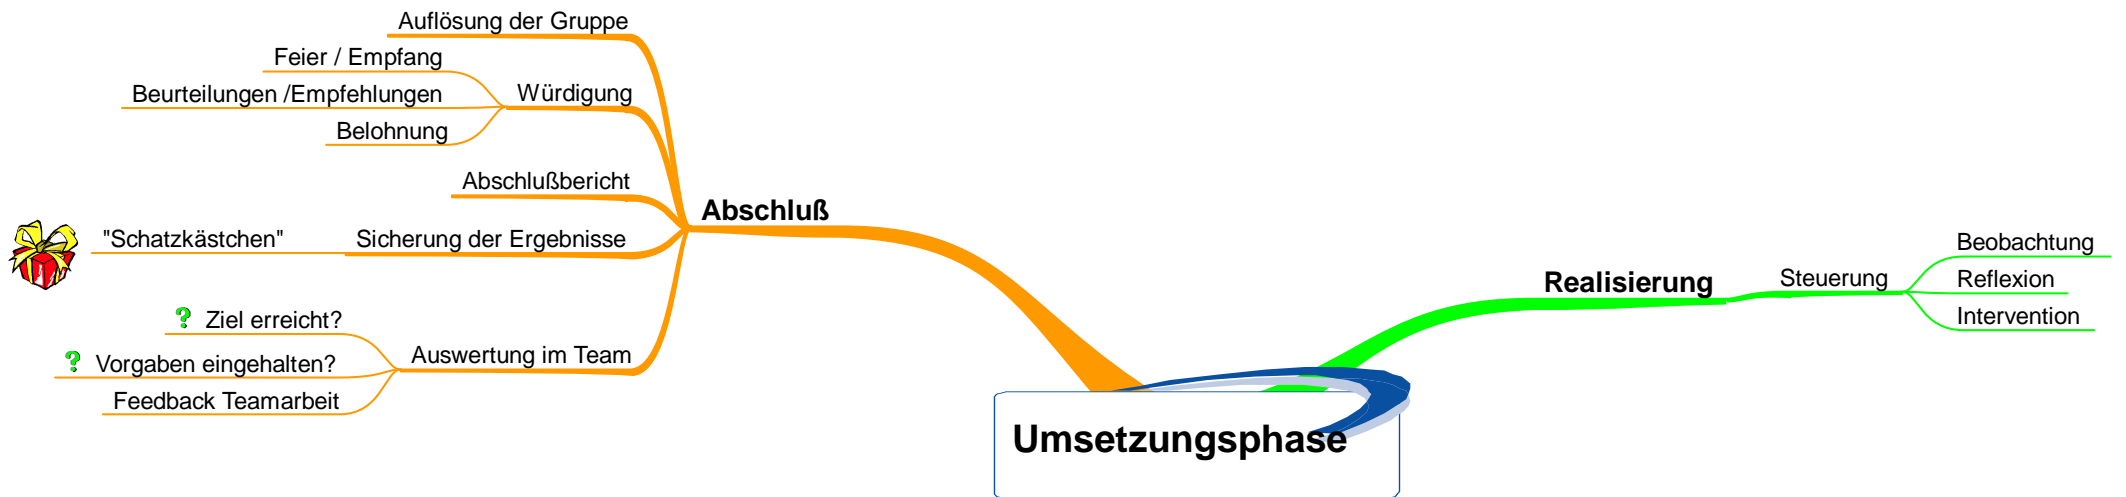 Auflösung der Gruppe
Feier / Empfang
Beurteilungen /Empfehlungen
Würdigung
Belohnung
Abschlußbericht
Abschluß
"Schatzkästchen"
Sicherung der Ergebnisse
? Ziel erreicht?
? Vorgaben eingehalten?
Auswertung im Team
Feedback Teamarbeit
Realisierung
Steuerung
Beobachtung
Reflexion
Intervention
Umsetzungsphase